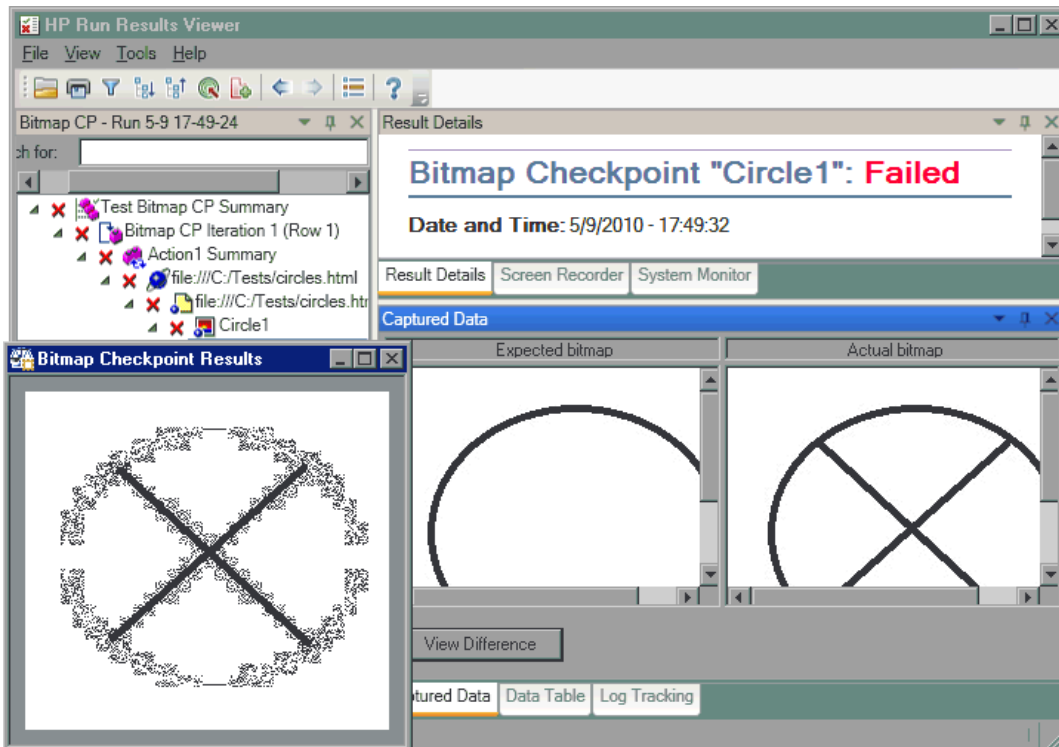 HP Run Results Viewer
File View Tools Help
Bitmap CP - Run 5-9 17-49-24
Result Details
ch for:
Bitmap Checkpoint "Circle1": Failed
Test Bitmap CP Summary
Bitmap CP Iteration 1 (Row 1)
Date and Time: 5/9/2010 - 17:49:32
Action1 Summary
file:///C:/Tests/circles.html
Result Details Screen Recorder System Monitor
file:///C:/Tests/circles.htm
Circle1
Captured Data
Bitmap Checkpoint Results
Expected bitmap
Actual bitmap
View Difference
ptured Data Data Table Log Tracking